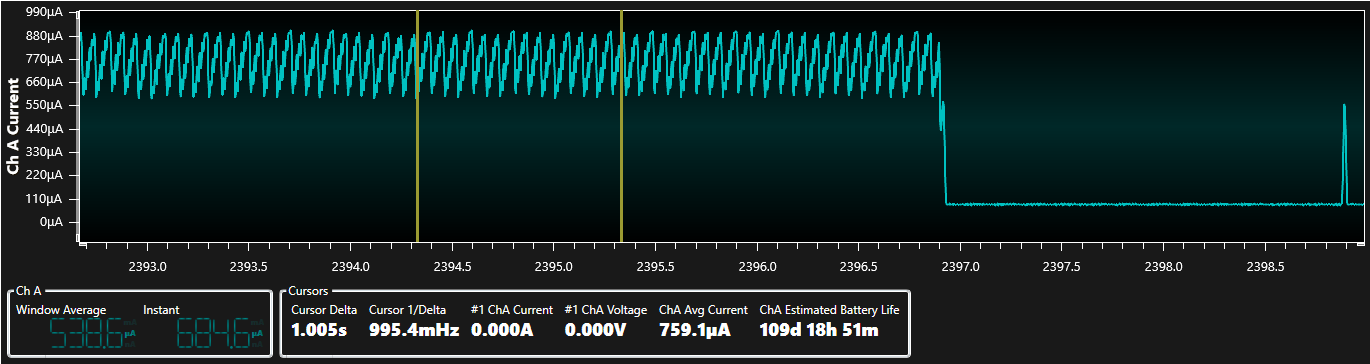 990µA
880µA
770µA
660µA
550µA
440µA
330µA
220µA
110µA
0µA
Ch A Current
2393.0 2393.5 2394.0 2394.5 2395.0 2395.5 2396.0 2396.5 2397.0 2397.5 2398.0 2398.5
Ch A
Window Average Instant
538.6 µA 684.6 µA
Cursors
Cursor Delta Cursor 1/Delta #1 ChA Current #1 ChA Voltage ChA Avg Current ChA Estimated Battery Life
1.005s 995.4mHz 0.000A 0.000V 759.1µA 109d 18h 51m